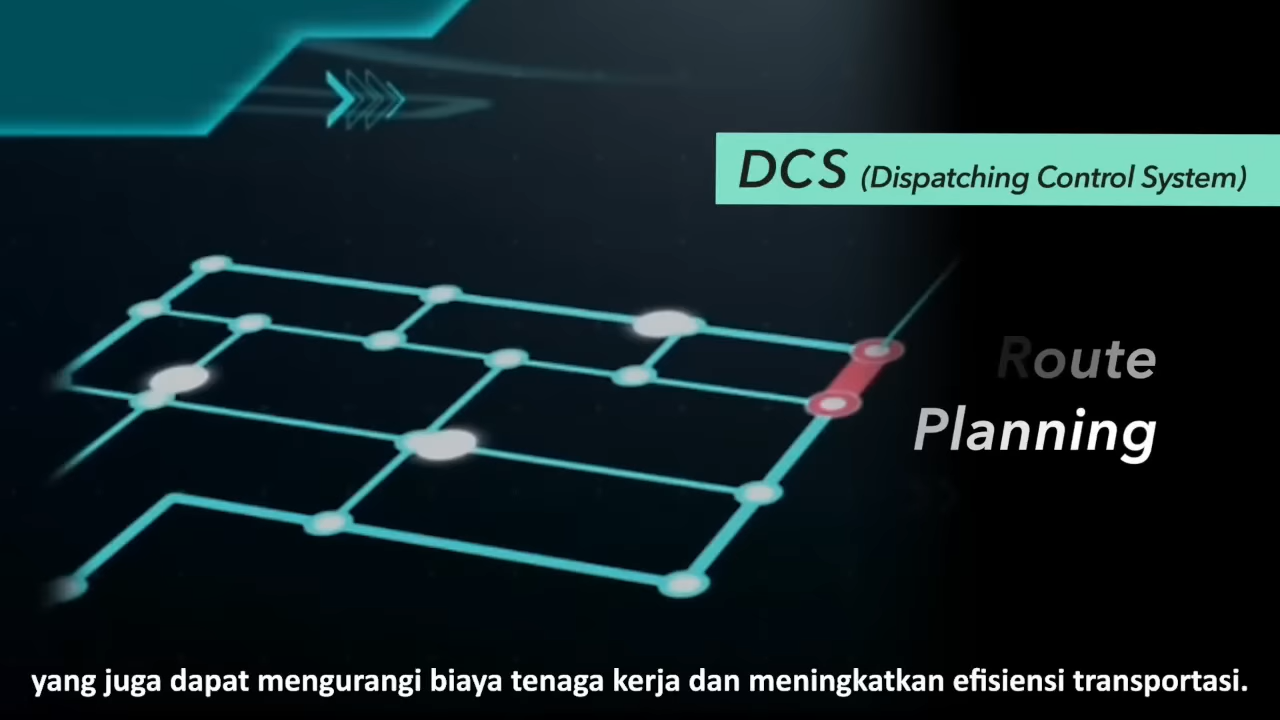 DCS (Dispatching Control System)
Route
Planning
yang juga dapat mengurangi biaya tenaga kerja dan meningkatkan efisiensi transportasi.